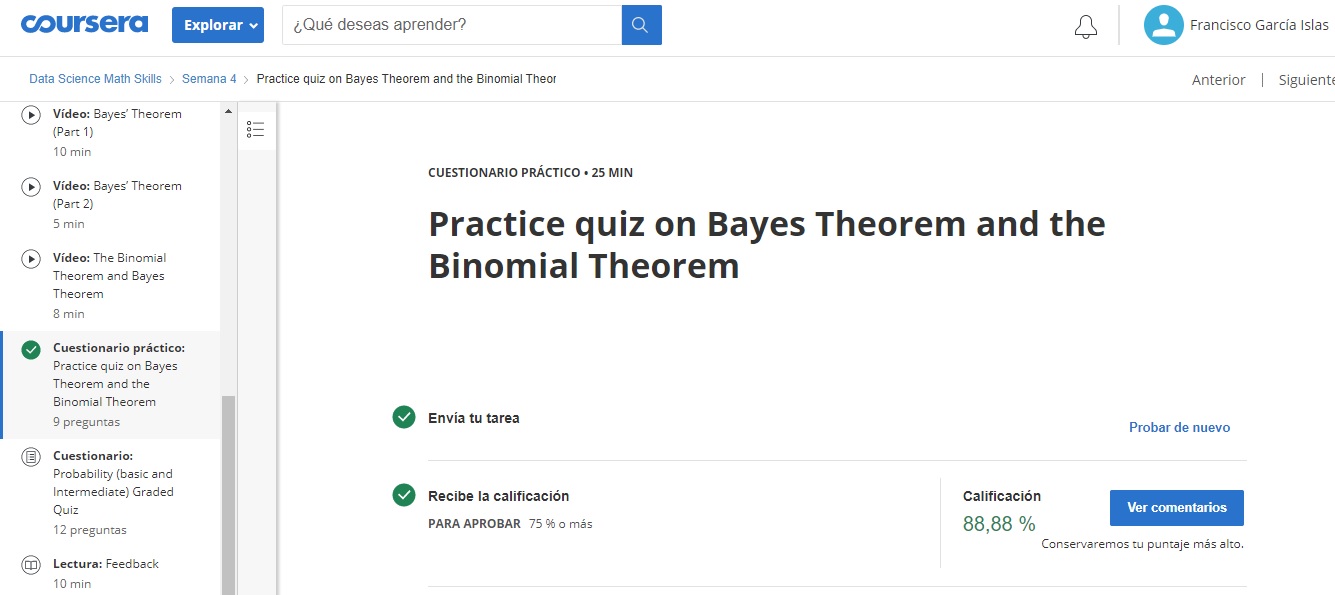 coursera
Explorar
¿Qué deseas aprender?
Francisco García Islas
Data Science Math Skills > Semana 4 > Practice quiz on Bayes Theorem and the Binomial Theor
Anterior | Siguiente
Vídeo: Bayes’ Theorem
(Part 1)
10 min
Vídeo: Bayes’ Theorem
(Part 2)
5 min
Vídeo: The Binomial
Theorem and Bayes
Theorem
8 min
Cuestionario práctico:
Practice quiz on Bayes
Theorem and the
Binomial Theorem
9 preguntas
Cuestionario:
Probability (basic and
Intermediate) Graded
Quiz
12 preguntas
Lectura: Feedback
10 min
CUESTIONARIO PRÁCTICO • 25 MIN
Practice quiz on Bayes Theorem and the
Binomial Theorem
Envía tu tarea
Probar de nuevo
Recibe la calificación
PARA APROBAR 75 % o más
Calificación
88,88 %
Ver comentarios
Conservaremos tu puntaje más alto.